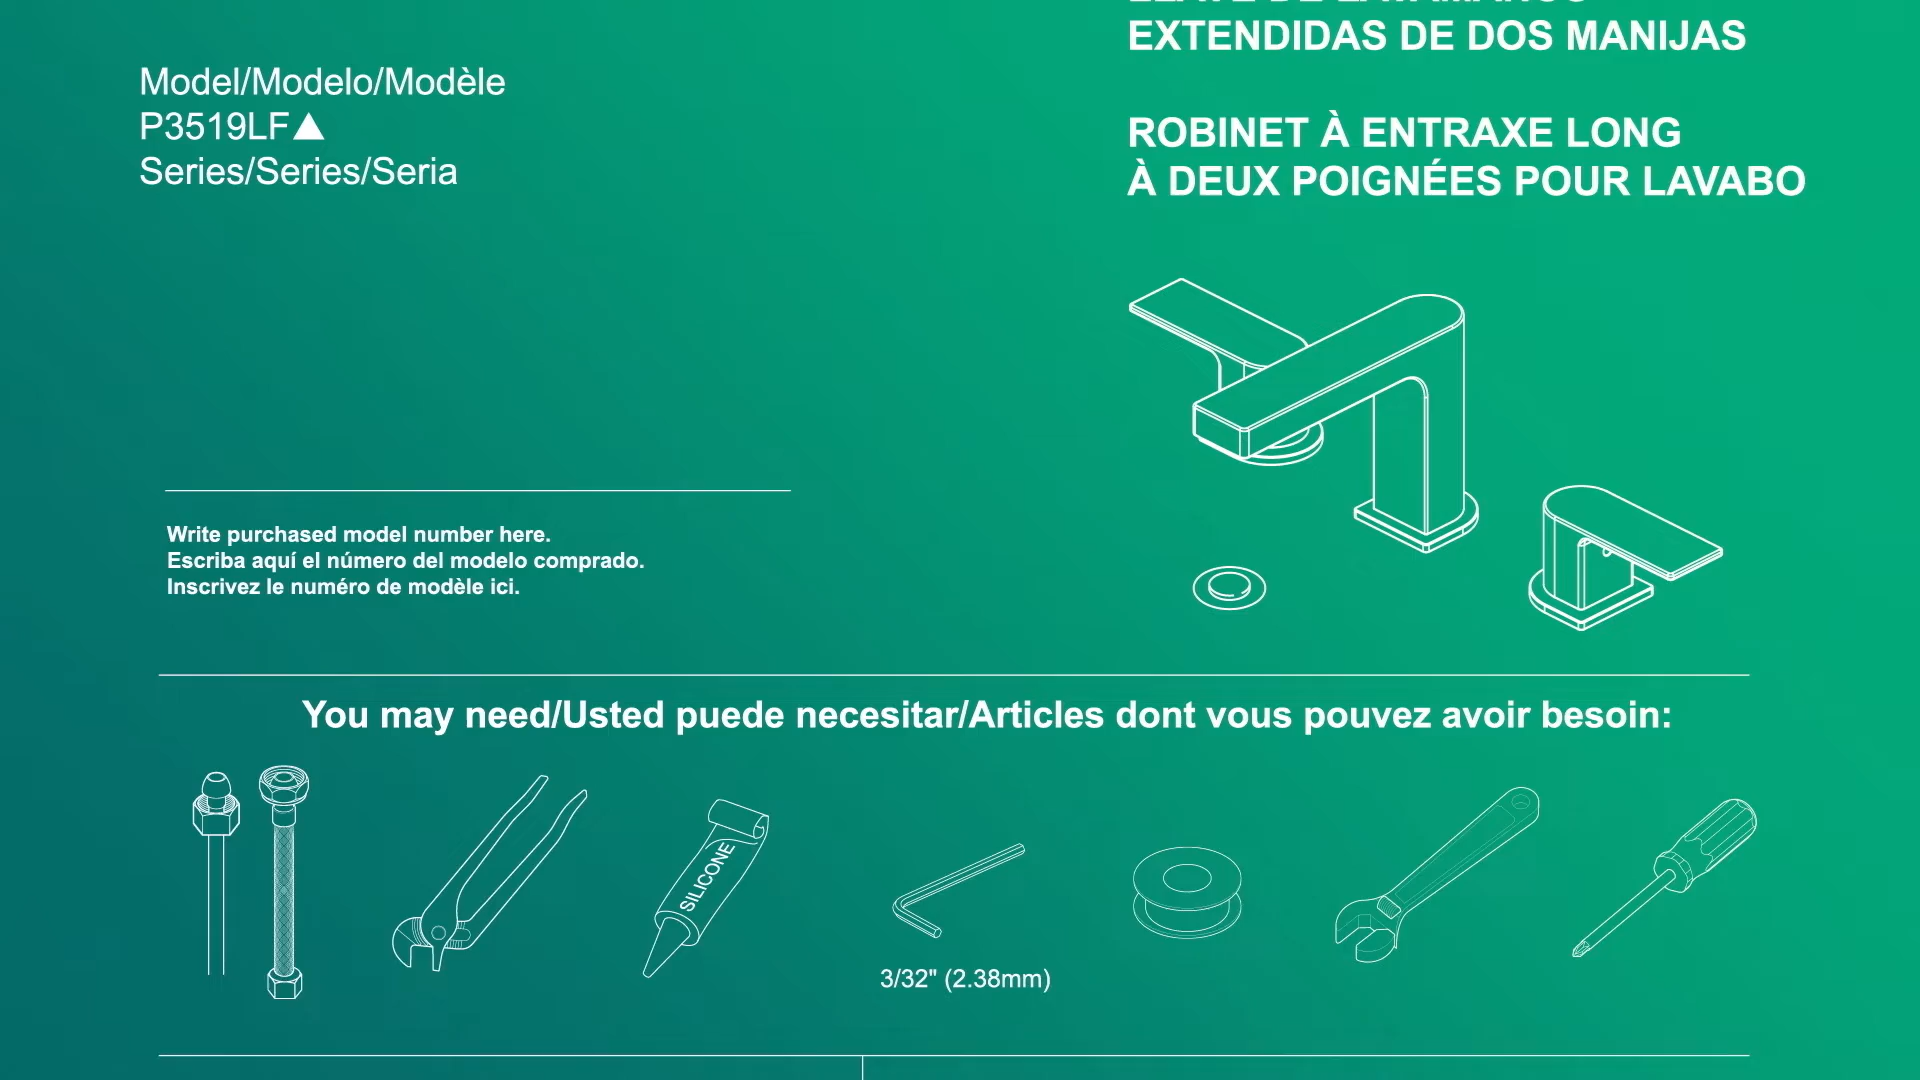 Model/Modelo/Modèle
P3519LF▲
Series/Series/Seria
EXTENDIDAS DE DOS MANIJAS
ROBINET À ENTRAXE LONG
À DEUX POIGNÉES POUR LAVABO
Write purchased model number here.
Escriba aquí el número del modelo comprado.
Inscrivez le numéro de modèle ici.
You may need/Usted puede necesitar/Articles dont vous pouvez avoir besoin:
SILICONE
3/32" (2.38mm)